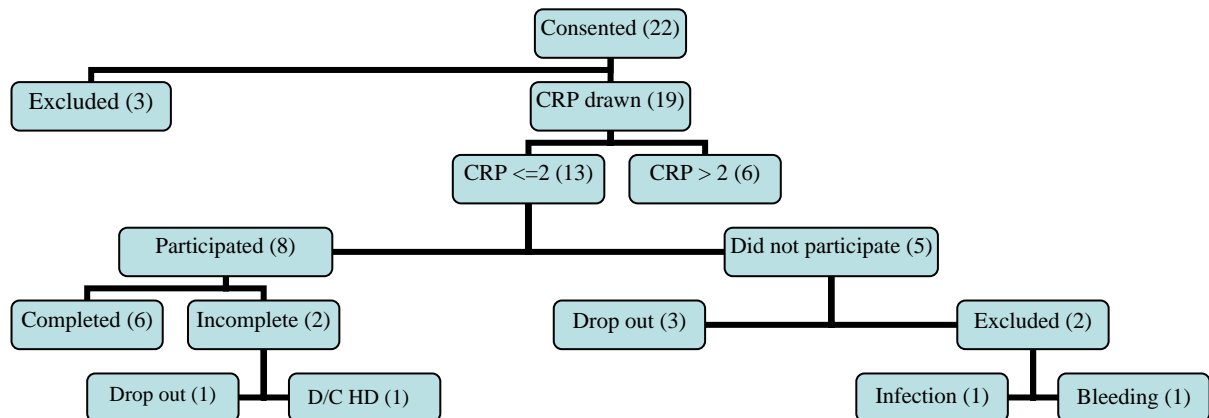 Consented (22)
Excluded (3)
CRP drawn (19)
CRP <=2 (13)
CRP > 2 (6)
Participated (8)
Did not participate (5)
Completed (6)
Incomplete (2)
Drop out (3)
Excluded (2)
Drop out (1)
D/C HD (1)
Infection (1)
Bleeding (1)